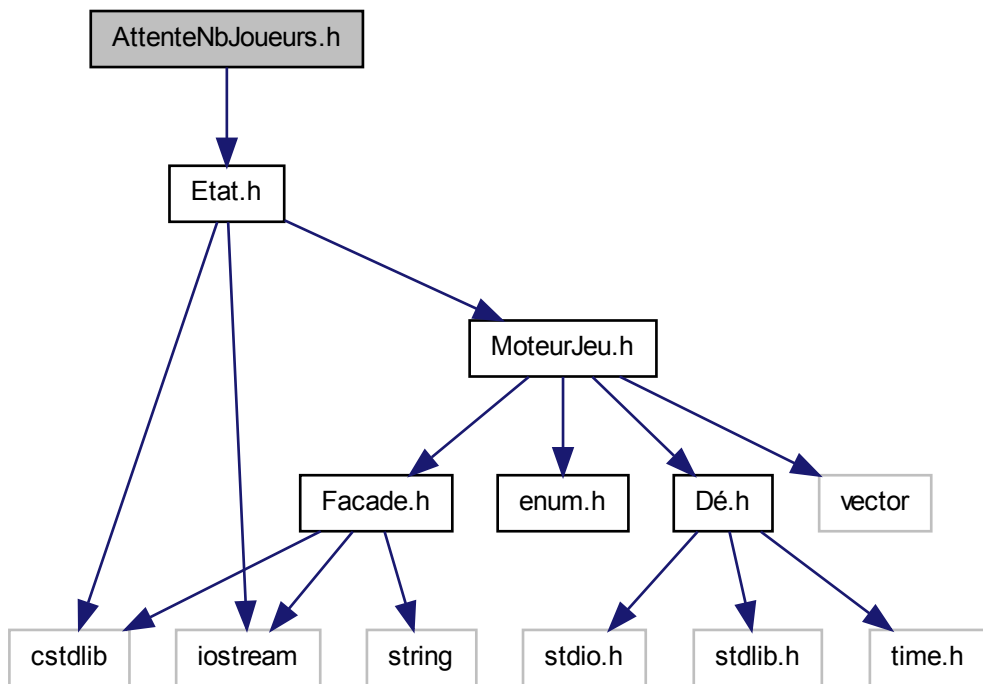 AttenteNbJoueurs.h
Etat.h
MoteurJeu.h
Facade.h
enum.h
Dé.h
vector
cstdlib
iostream
string
stdio.h
stdlib.h
time.h